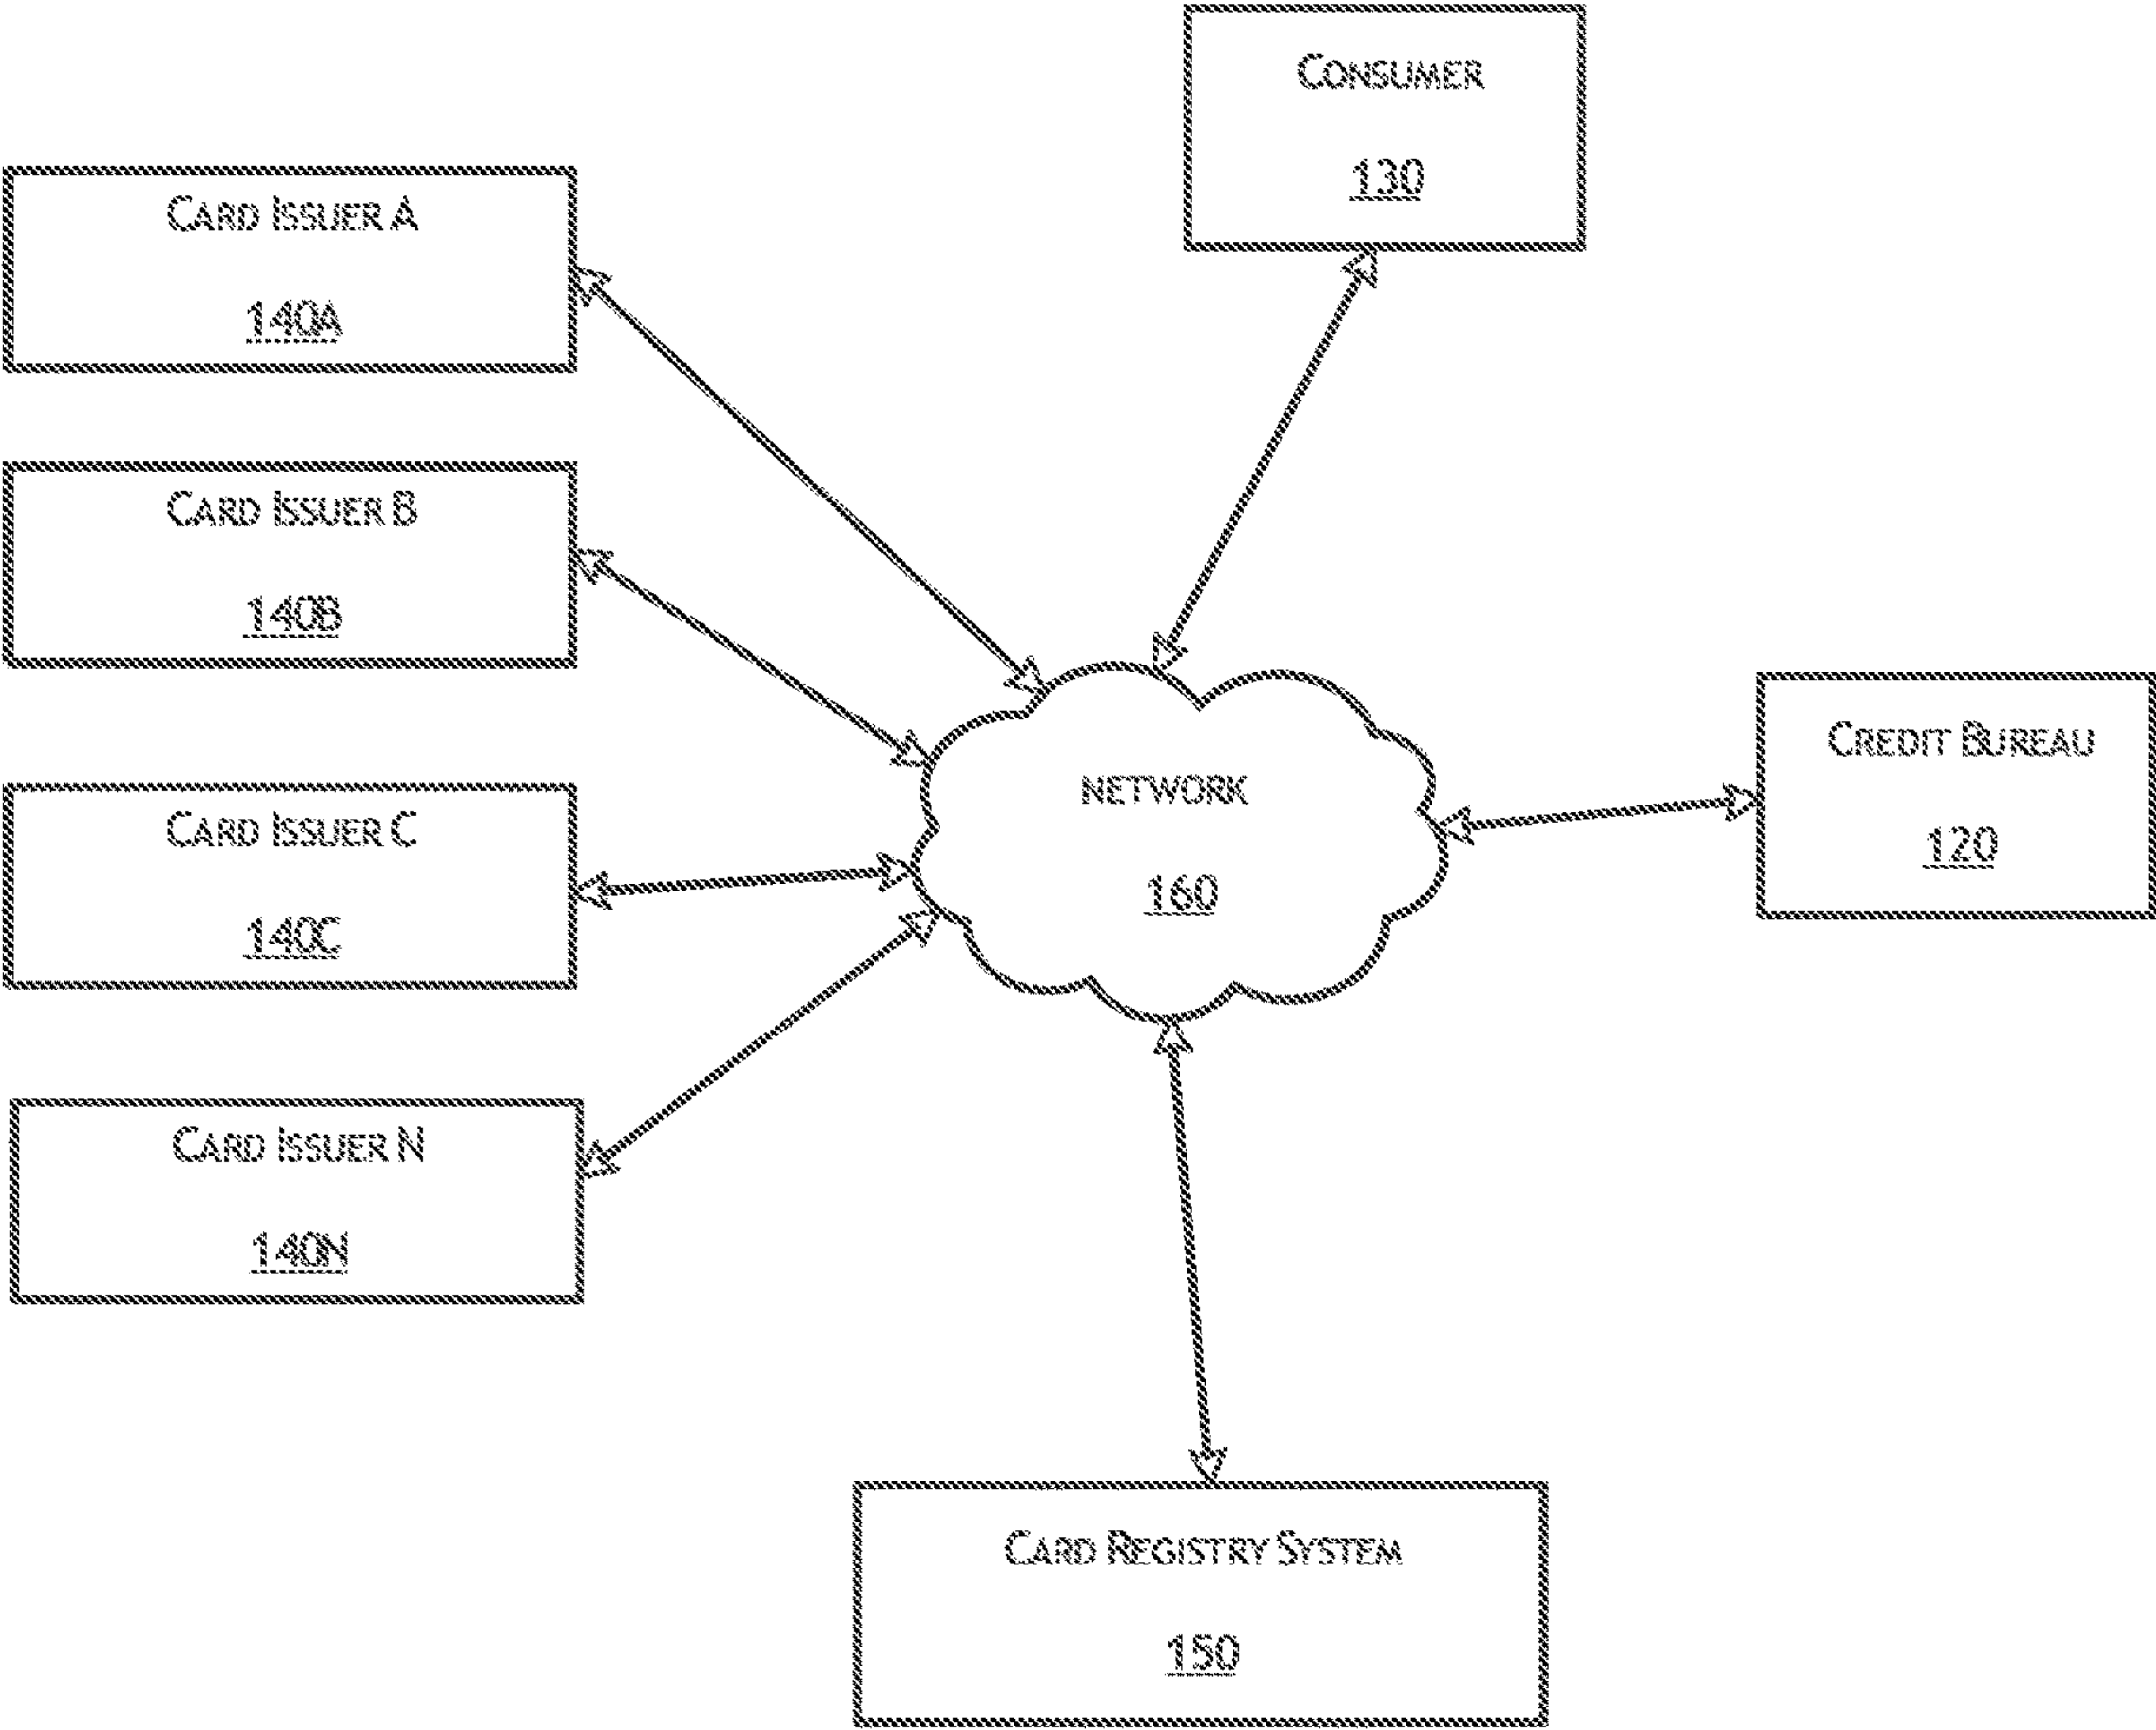 CONSUMER
130
CARD ISSUER A
140A
CARD ISSUER B
140B
CARD ISSUER C
140C
CARD ISSUER N
140N
NETWORK
160
CREDIT BUREAU
120
CARD REGISTRY SYSTEM
150